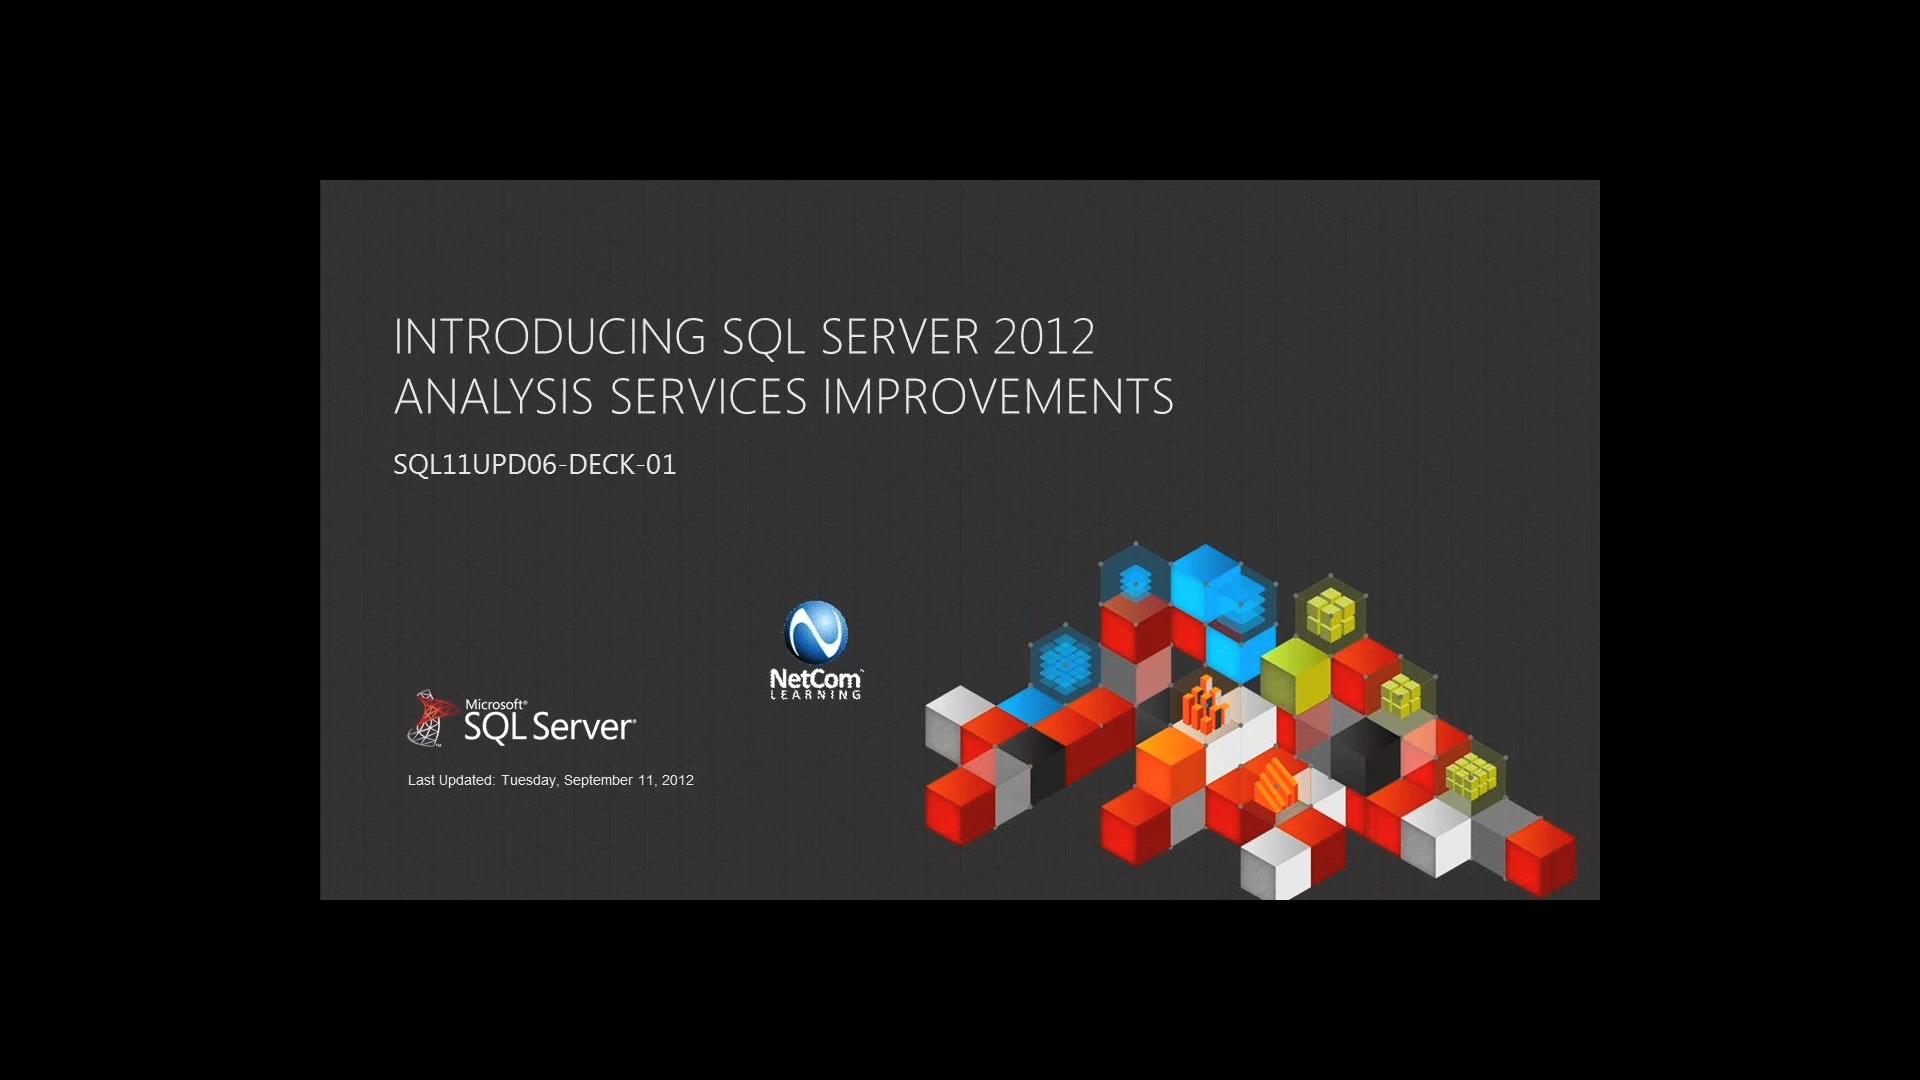 INTRODUCING SQL SERVER 2012
ANALYSIS SERVICES IMPROVEMENTS
SQL11UPD06-DECK-01
NetCom™
LEARNING
Microsoft®
SQL Server®
Last Updated: Tuesday, September 11, 2012